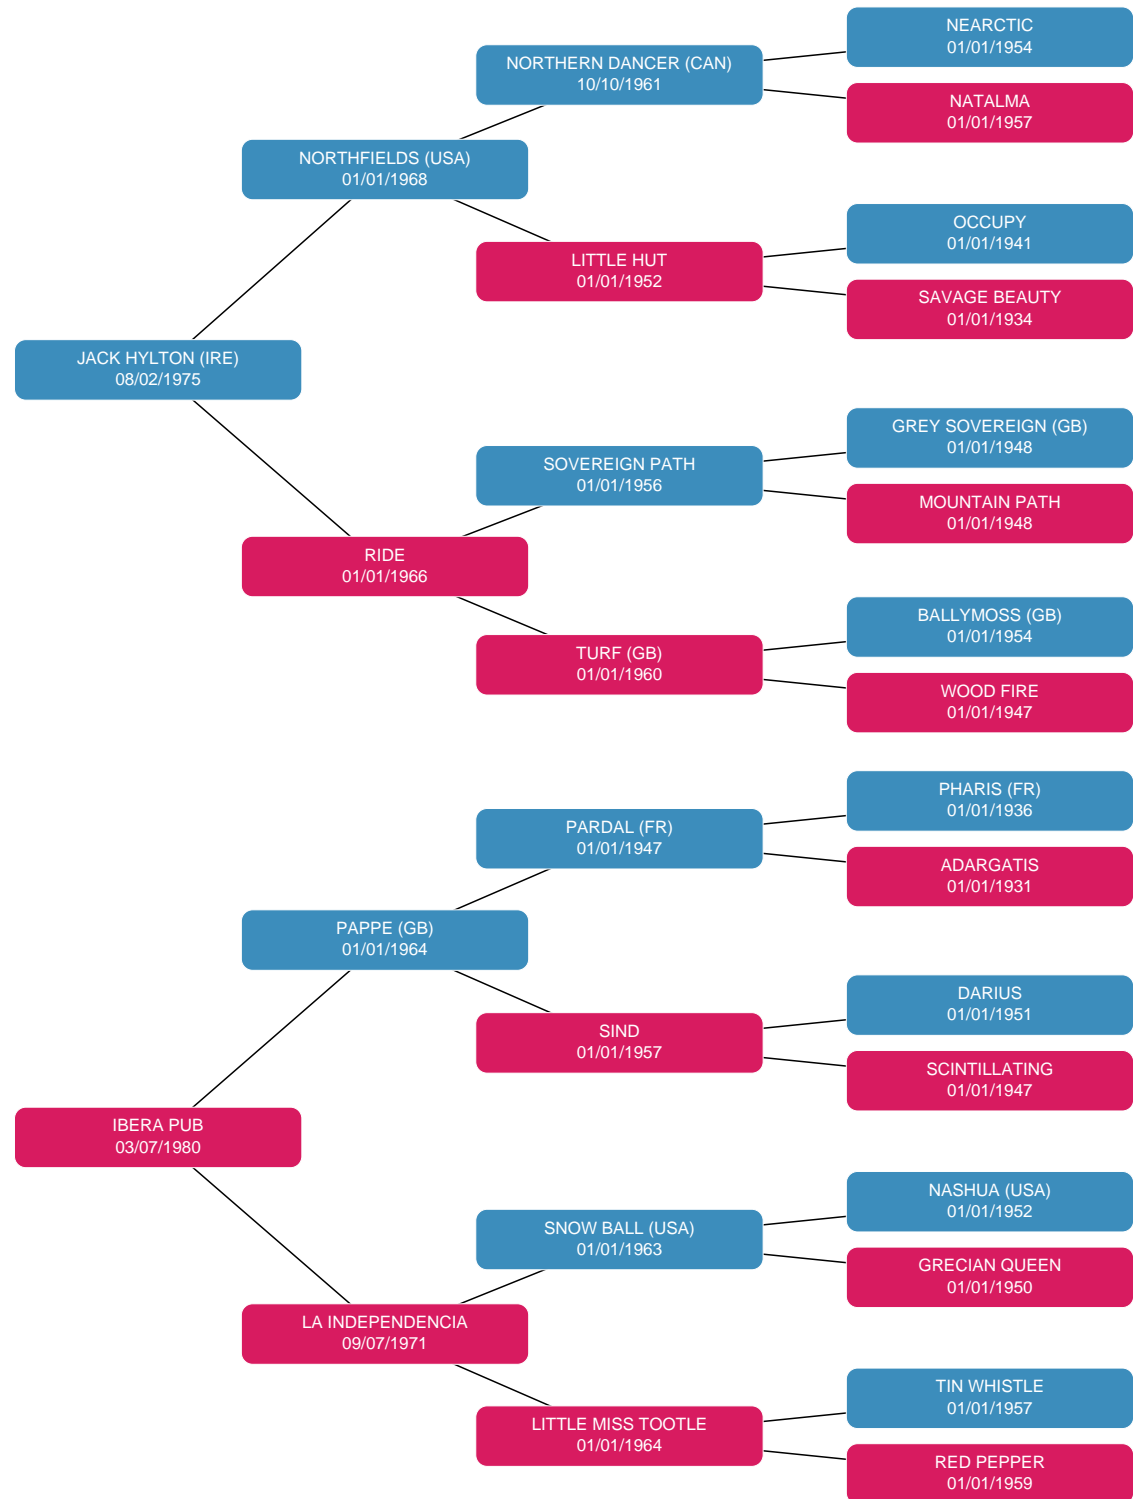 NEARCTIC
01/01/1954
NORTHERN DANCER (CAN)
10/10/1961
NATALMA
01/01/1957
NORTHFIELDS (USA)
01/01/1968
OCCUPY
01/01/1941
LITTLE HUT
01/01/1952
SAVAGE BEAUTY
01/01/1934
JACK HYLTON (IRE)
08/02/1975
GREY SOVEREIGN (GB)
01/01/1948
SOVEREIGN PATH
01/01/1956
MOUNTAIN PATH
01/01/1948
RIDE
01/01/1966
BALLYMOSS (GB)
01/01/1954
TURF (GB)
01/01/1960
WOOD FIRE
01/01/1947
PHARIS (FR)
01/01/1936
PARDAL (FR)
01/01/1947
ADARGATIS
01/01/1931
PAPPE (GB)
01/01/1964
DARIUS
01/01/1951
SIND
01/01/1957
SCINTILLATING
01/01/1947
IBERA PUB
03/07/1980
NASHUA (USA)
01/01/1952
SNOW BALL (USA)
01/01/1963
GRECIAN QUEEN
01/01/1950
LA INDEPENDENCIA
09/07/1971
TIN WHISTLE
01/01/1957
LITTLE MISS TOOTLE
01/01/1964
RED PEPPER
01/01/1959